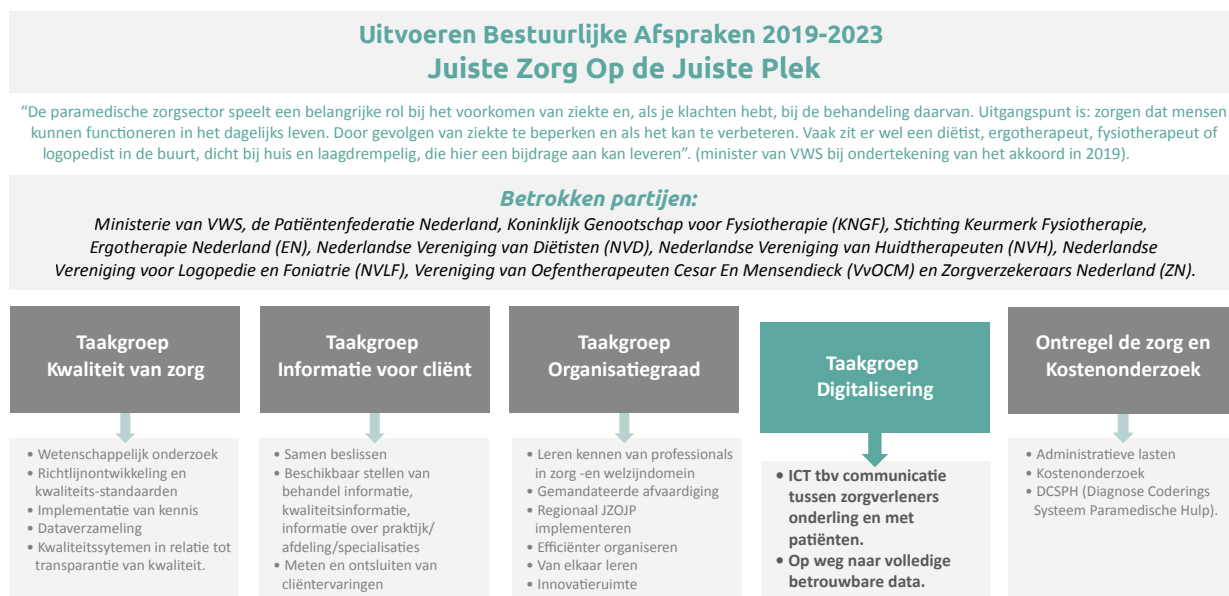 Uitvoeren Bestuurlijke Afspraken 2019-2023
Juiste Zorg Op de Juiste Plek
“De paramedische zorgsector speelt een belangrijke rol bij het voorkomen van ziekte en, als je klachten hebt, bij de behandeling daarvan. Uitgangspunt is: zorgen dat mensen
kunnen functioneren in het dagelijks leven. Door gevolgen van ziekte te beperken en als het kan te verbeteren. Vaak zit er wel een diëtist, ergotherapeut, fysiotherapeut of
logopedist in de buurt, dicht bij huis en laagdrempelig, die hier een bijdrage aan kan leveren”. (minister van VWS bij ondertekening van het akkoord in 2019).
Betrokken partijen:
Ministerie van VWS, de Patiëntenfederatie Nederland, Koninklijk Genootschap voor Fysiotherapie (KNGF), Stichting Keurmerk Fysiotherapie,
Ergotherapie Nederland (EN), Nederlandse Vereniging van Diëtisten (NVD), Nederlandse Vereniging van Huidtherapeuten (NVH), Nederlandse
Vereniging voor Logopedie en Foniatrie (NVLF), Vereniging van Oefentherapeuten Cesar En Mensendieck (VvOCM) en Zorgverzekeraars Nederland (ZN).
Taakgroep
Kwaliteit van zorg
• Wetenschappelijk onderzoek
• Richtlijnontwikkeling en
kwaliteits-standaarden
• Implementatie van kennis
• Dataverzameling
• Kwaliteitssytemen in relatie tot
transparantie van kwaliteit.
Taakgroep
Informatie voor cliënt
• Samen beslissen
• Beschikbaar stellen van
behandel informatie,
kwaliteitsinformatie,
informatie over praktijk/
afdeling/specialisaties
• Meten en ontsluiten van
cliëntervaringen
Taakgroep
Organisatiegraad
• Leren kennen van professionals
in zorg -en welzijndomein
• Gemandateerde afvaardiging
• Regionaal JZOJP
implementeren
• Efficiënter organiseren
• Van elkaar leren
• Innovatieruimte
Taakgroep
Digitalisering
• ICT tbv communicatie
tussen zorgverleners
onderling en met
patiënten.
• Op weg naar volledige
betrouwbare data.
Ontregel de zorg en
Kostenonderzoek
• Administratieve lasten
• Kostenonderzoek
• DCSPH (Diagnose Coderings
Systeem Paramedische Hulp).